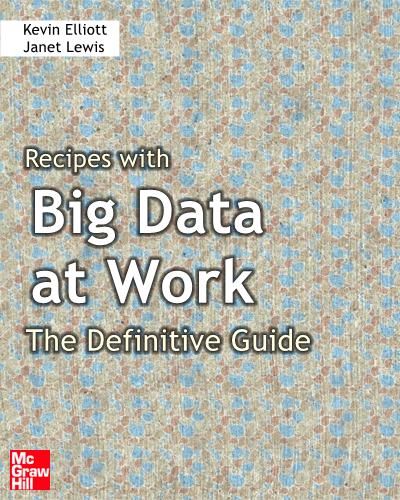 Kevin Elliott
Janet Lewis
Recipes with
Big Data
at Work
The Definitive Guide
Mc
Graw
Hill